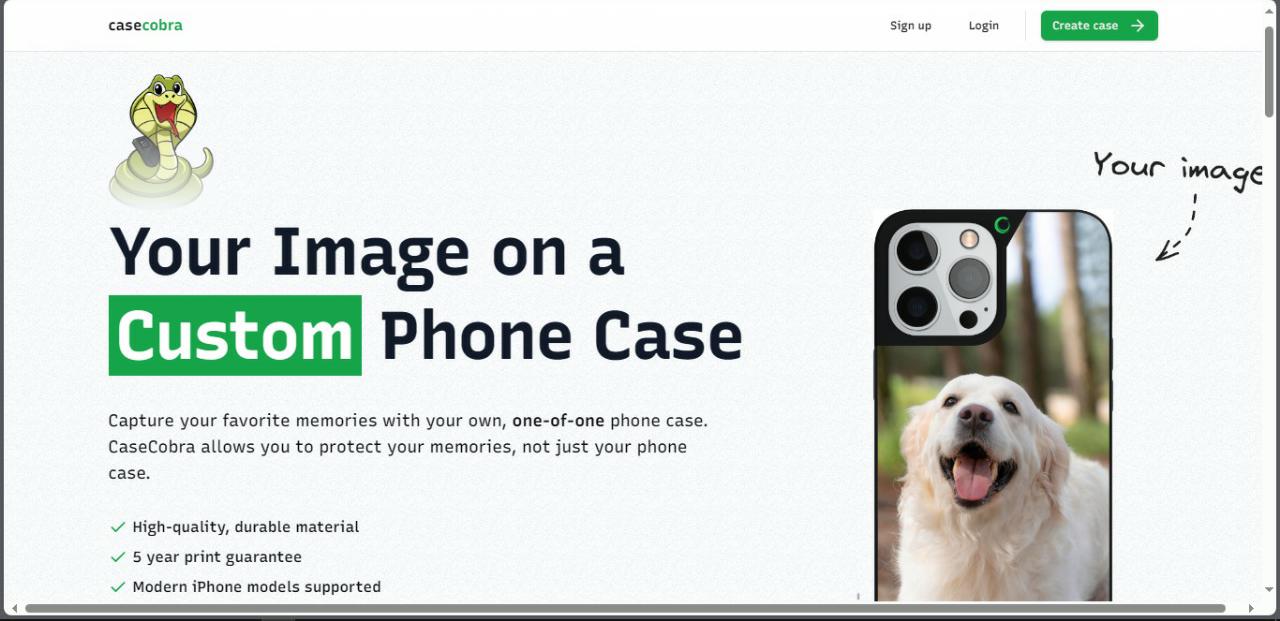 casecobra
Sign up
Login
Create case
Your image
Your Image on a
Custom Phone Case
Capture your favorite memories with your own, one-of-one phone case.
CaseCobra allows you to protect your memories, not just your phone
case.
High-quality, durable material
5 year print guarantee
Modern iPhone models supported